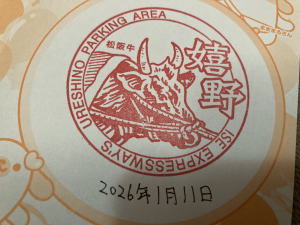 URESHINO PARKING AREA
松阪牛
嬉野
ISE EXPRESSWAYS
2026年1月11日